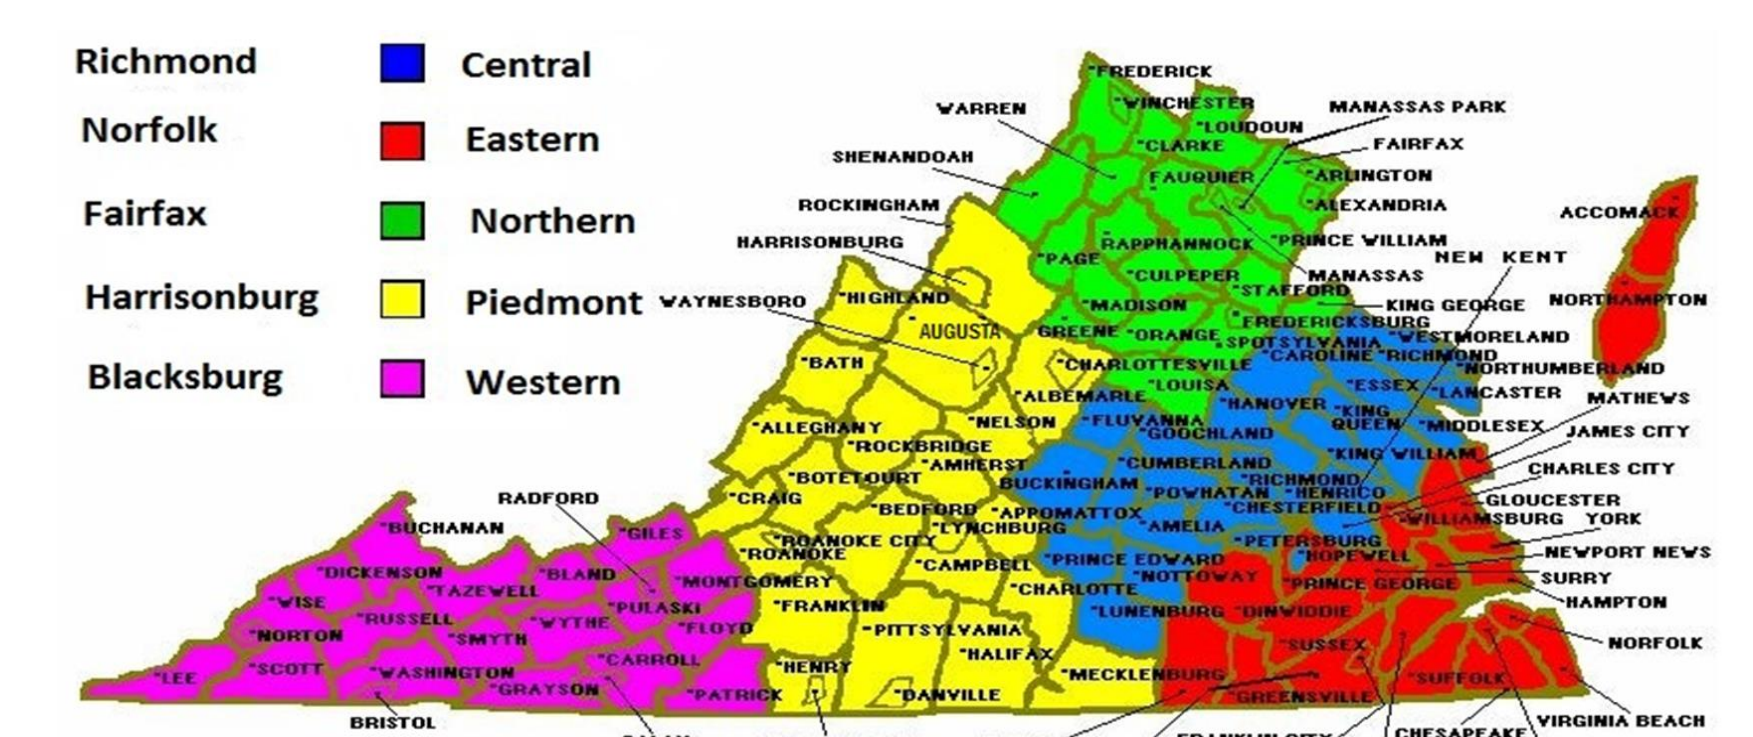 Richmond Central
Norfolk Eastern
Fairfax Northern
Harrisonburg Piedmont
Blacksburg Western
"FREDERICK
WARREN
"WINCHESTER
MANASSAS PARK
"LOUDOUN
"CLARKE
FAIRFAX
SHENANDOAH
FAUQUIER
"ARLINGTON
ROCKINGHAM
"ALEXANDRIA
ACCOMACK
HARRISONBURG
RAPPHANNOCK
"PRINCE WILLIAM
"PAGE
NEW KENT
"CULPEPER
MANASSAS
"STAFFORD
WAYNESBORO
"HIGHLAND
"MADISON
KING GEORGE
NORTHAMPTON
AUGUSTA
GREENE
"ORANGE
"FREDERICKSBURG
"SPOTSYLVANIA
"WESTMORELAND
"CAROLINE
"RICHMOND
"BATH
"CHARLOTTESVILLE
"NORTHUMBERLAND
"LOUISA
"ESSEX
"LANCASTER
"ALBEMARLE
"HANOVER
"KING
QUEEN
MATHEWS
"ALLEGHANY
"NELSON
"FLUVANNA
"GOOCHLAND
"MIDDLESEX
JAMES CITY
"ROCKBRIDGE
"KING WILLIAM
"AMHERST
"CUMBERLAND
CHARLES CITY
"BOTETOURT
BUCKINGHAM
"RICHMOND
"POWHATAN
"HENRICO
RADFORD
"CRAIG
"BEDFORD
"APPOMATTOX
"CHESTERFIELD
GLOUCESTER
"BUCHANAN
"GILES
"LYNCHBURG
"AMELIA
"WILLIAMSBURG
YORK
"ROANOKE CITY
"ROANOKE
"PETERSBURG
"HOPEWELL
NEWPORT NEWS
"DICKENSON
"BLAND
"CAMPBELL
"PRINCE EDWARD
"NOTTOWAY
"PRINCE GEORGE
SURRY
"TAZEWELL
"MONTGOMERY
"CHARLOTTE
HAMPTON
"WISE
"PULASKI
"FRANKLIN
"LUNENBURG
"DINWIDDIE
"RUSSELL
"WYTHE
"FLOYD
"PITTSYLVANIA
"NORTON
"SMYTH
"SUSSEX
NORFOLK
"HALIFAX
"CARROLL
"LEE
"SCOTT
"WASHINGTON
"HENRY
"MECKLENBURG
"SUFFOLK
"GRAYSON
"PATRICK
"DANVILLE
"GREENSVILLE
BRISTOL
VIRGINIA BEACH
CHESAPEAKE
FRANKLIN CITY